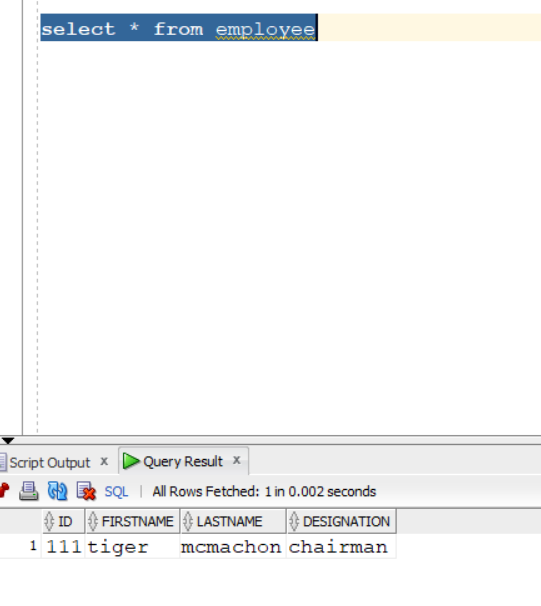 select * from employee
Script Output x Query Result x
SQL | All Rows Fetched: 1 in 0.002 seconds
ID FIRSTNAME LASTNAME DESIGNATION
1 111 tiger mcmachon chairman